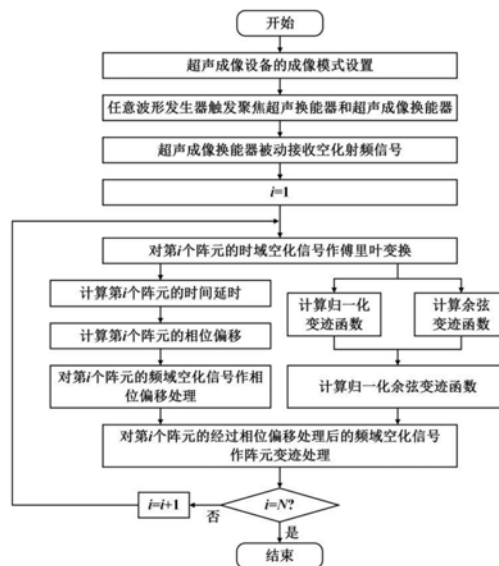 开始
超声成像设备的成像模式设置
任意波形发生器触发聚焦超声换能器和超声成像换能器
超声成像换能器被动接收空化射频信号
i=1
对第i个阵元的时域空化信号作傅里叶变换
计算第i个阵元的时间延时
计算第i个阵元的相位偏移
对第i个阵元的频域空化信号作相
位偏移处理
计算归一化
变迹函数
计算余弦
变迹函数
计算归一化余弦变迹函数
对第i个阵元的经过相位偏移处理后的频域空化信号
作阵元变迹处理
i=i+1
否
i=N?
是
结束